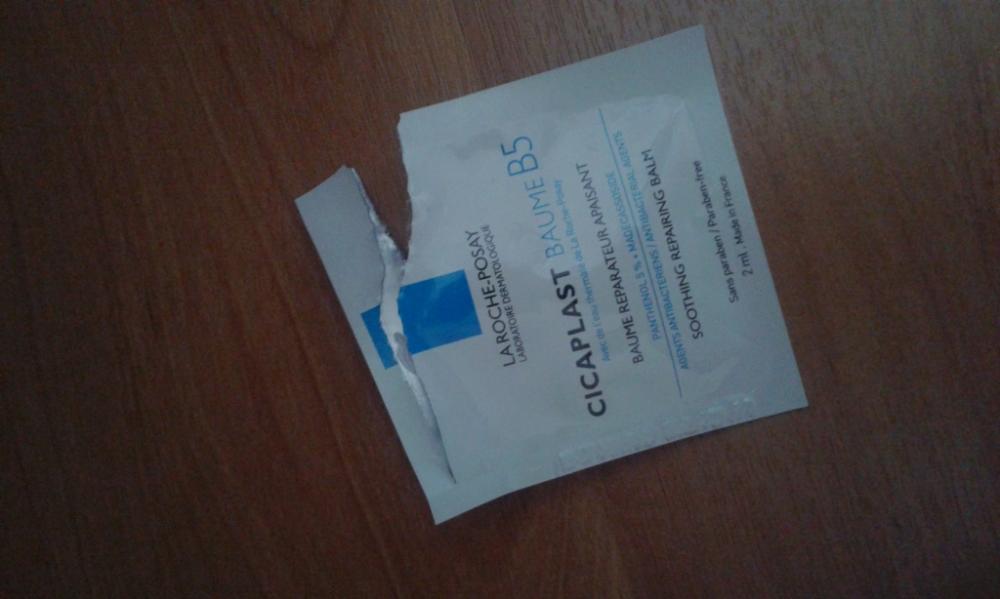 LA ROCHE-POSAY
LABORATOIRE DERMATOLOGIQUE
CICAPLAST BAUME B5
Avec de l'eau thermale de La Roche-Posay
BAUME REPARATEUR APAISANT
PANTHENOL 5 % + MADECASSOSIDE
AGENTS ANTIBACTERIENS / ANTIBACTERIAL AGENTS
SOOTHING REPAIRING BALM
Sans paraben / Paraben-free
2 ml . Made in France